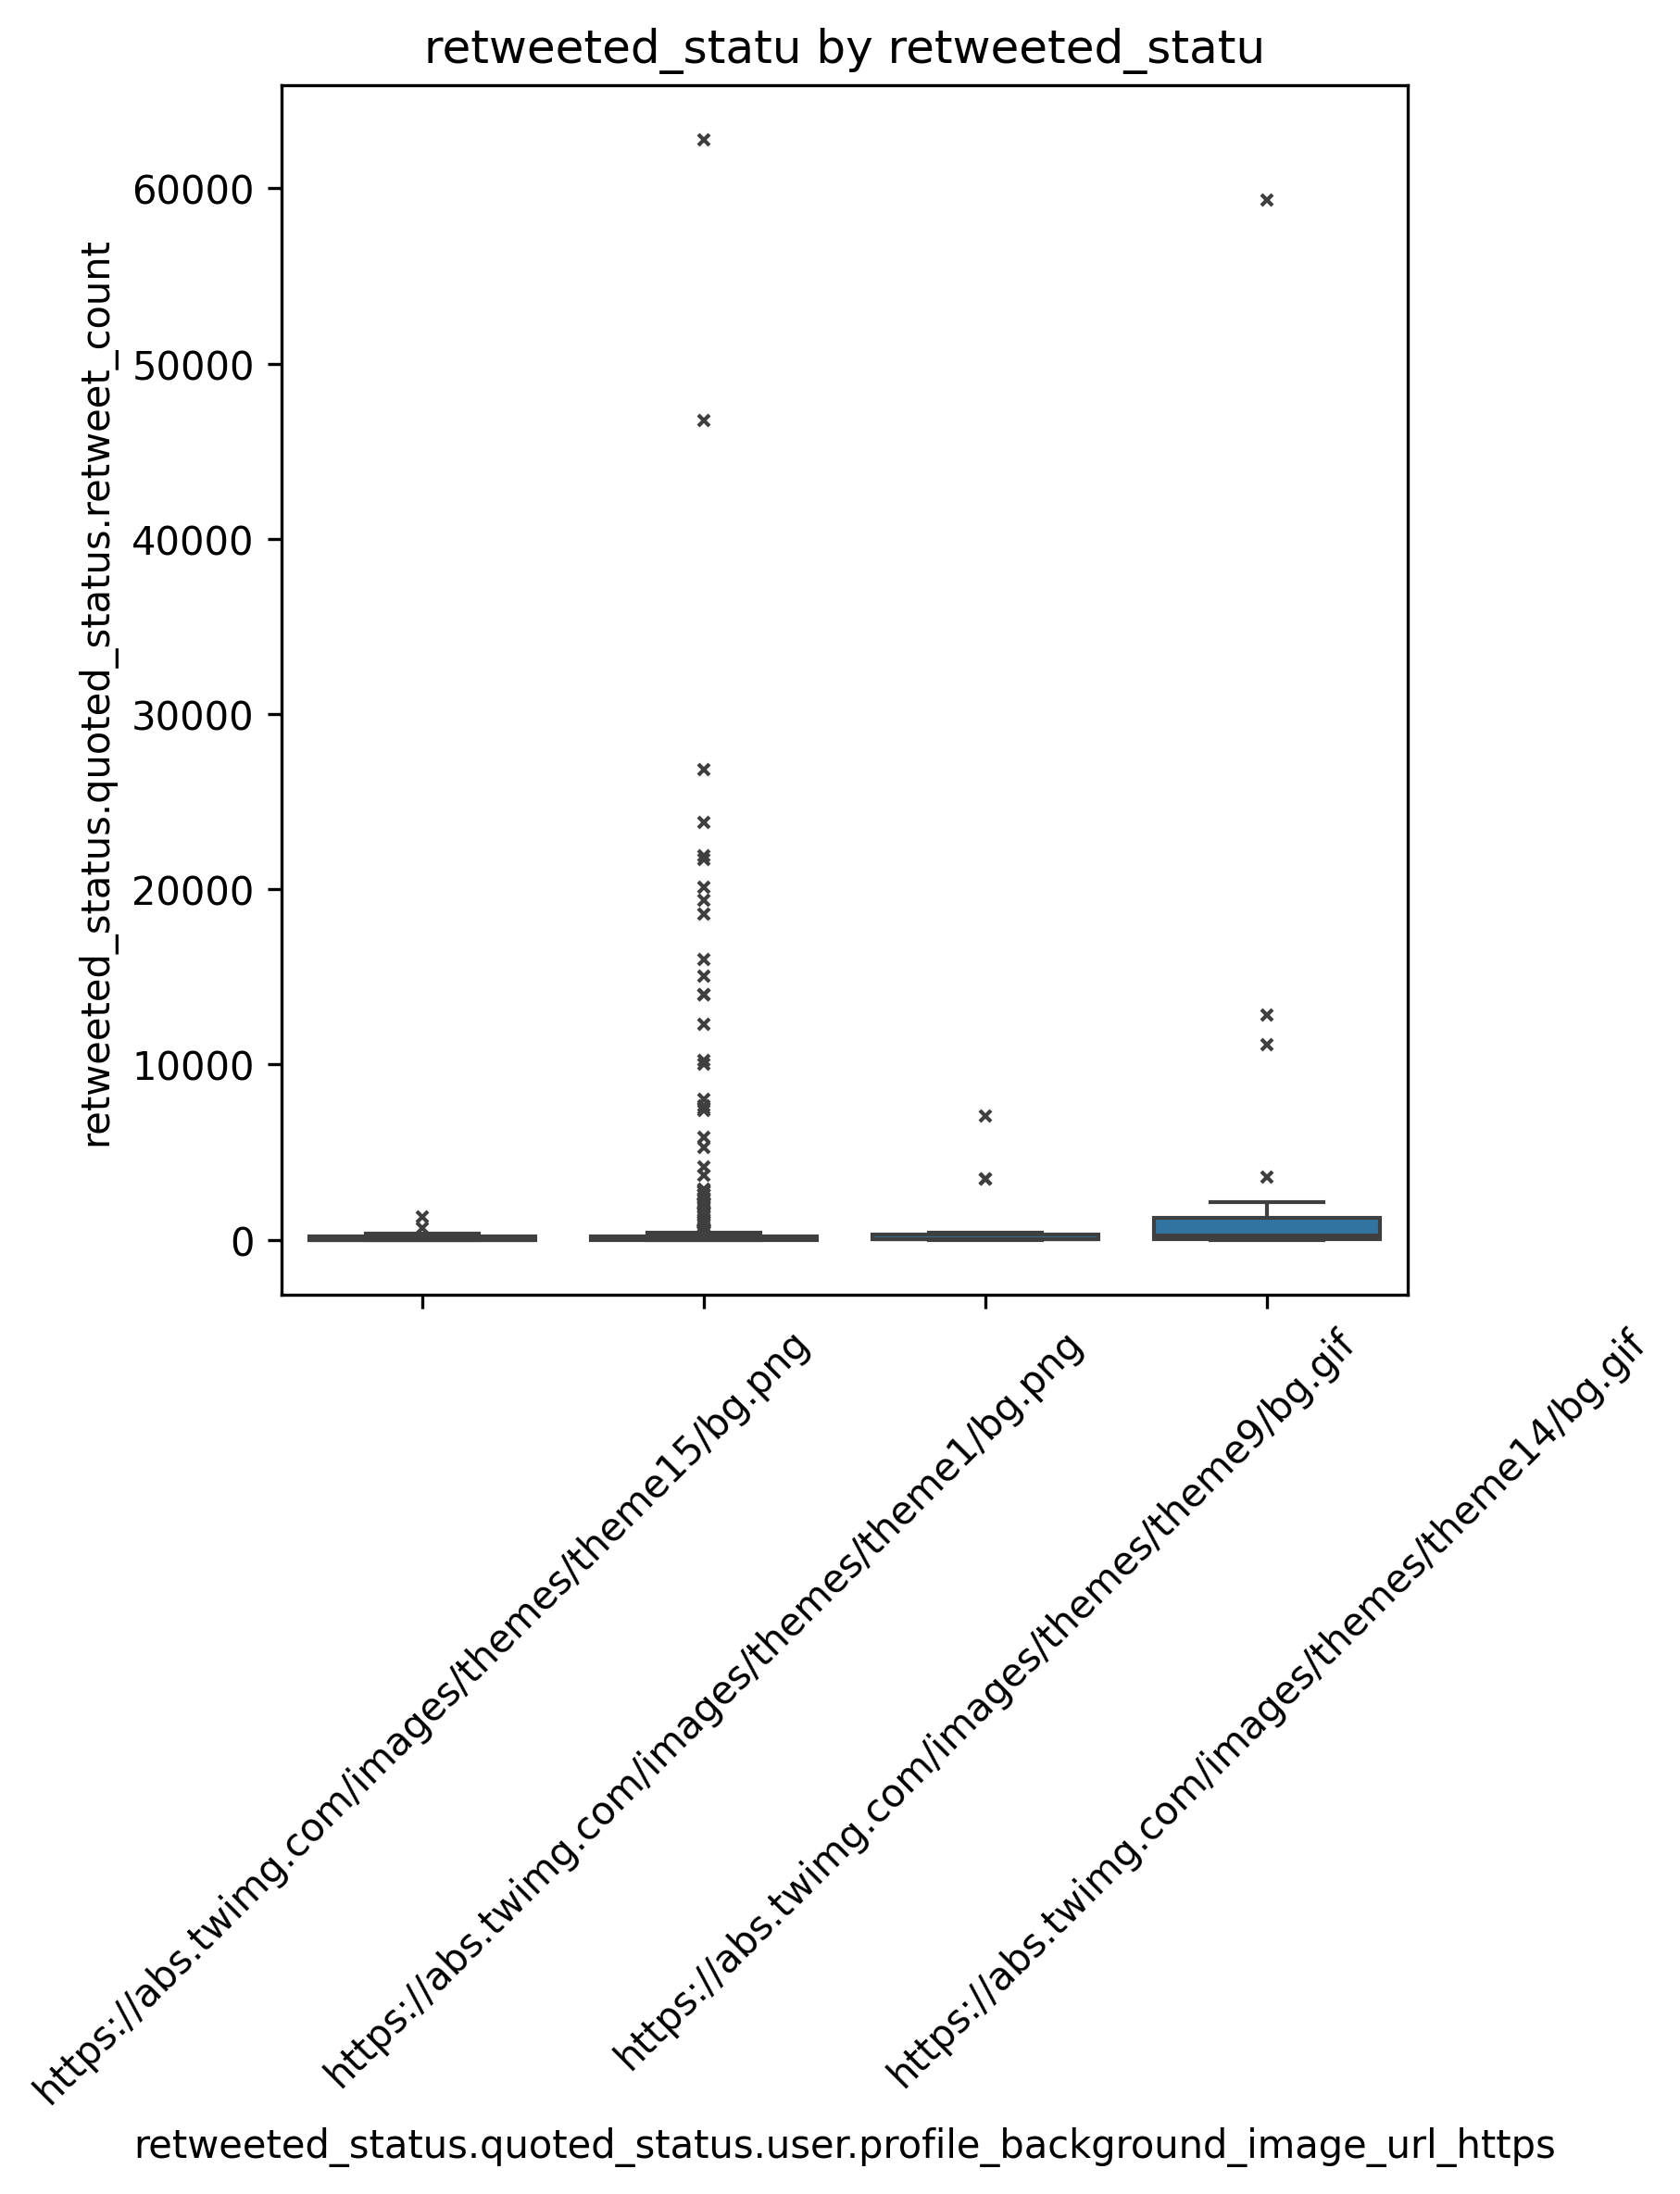 retweeted_statu by retweeted_statu
retweeted_status.quoted_status.retweet_count
60000
50000
40000
30000
20000
10000
0
https://abs.twimg.com/images/themes/theme15/bg.png
https://abs.twimg.com/images/themes/theme1/bg.png
https://abs.twimg.com/images/themes/theme9/bg.gif
https://abs.twimg.com/images/themes/theme14/bg.gif
retweeted_status.quoted_status.user.profile_background_image_url_https